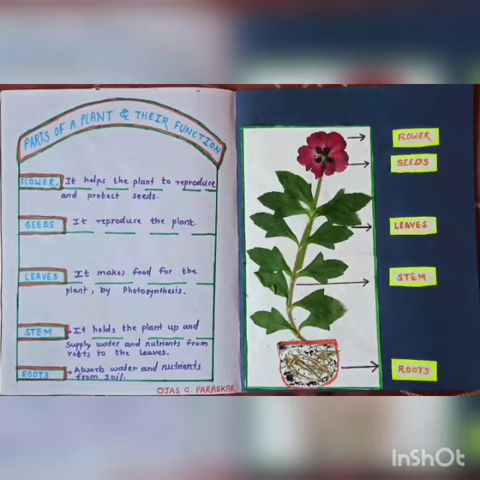 PARTS OF A PLANT & THEIR FUNCTION
FLOWER, It helps the plant to reproduce
and protect seeds.
SEEDS It reproduce the plant
LEAVES It makes food for the
plant, by Photosynthesis.
STEM It holds the plant up and
supply water and nutrients from
roots to the leaves.
ROOTS Absorb water and nutrients
from soil.
OJAS G. PARASKAR
FLOWER
SEEDS
LEAVES
STEM
ROOTS
InShOt